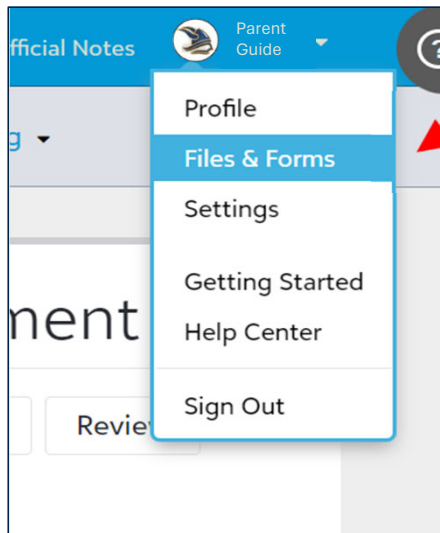 fficial Notes
Parent
Guide
?
g
Profile
Files & Forms
Settings
Getting Started
Help Center
ment
Sign Out
Revie